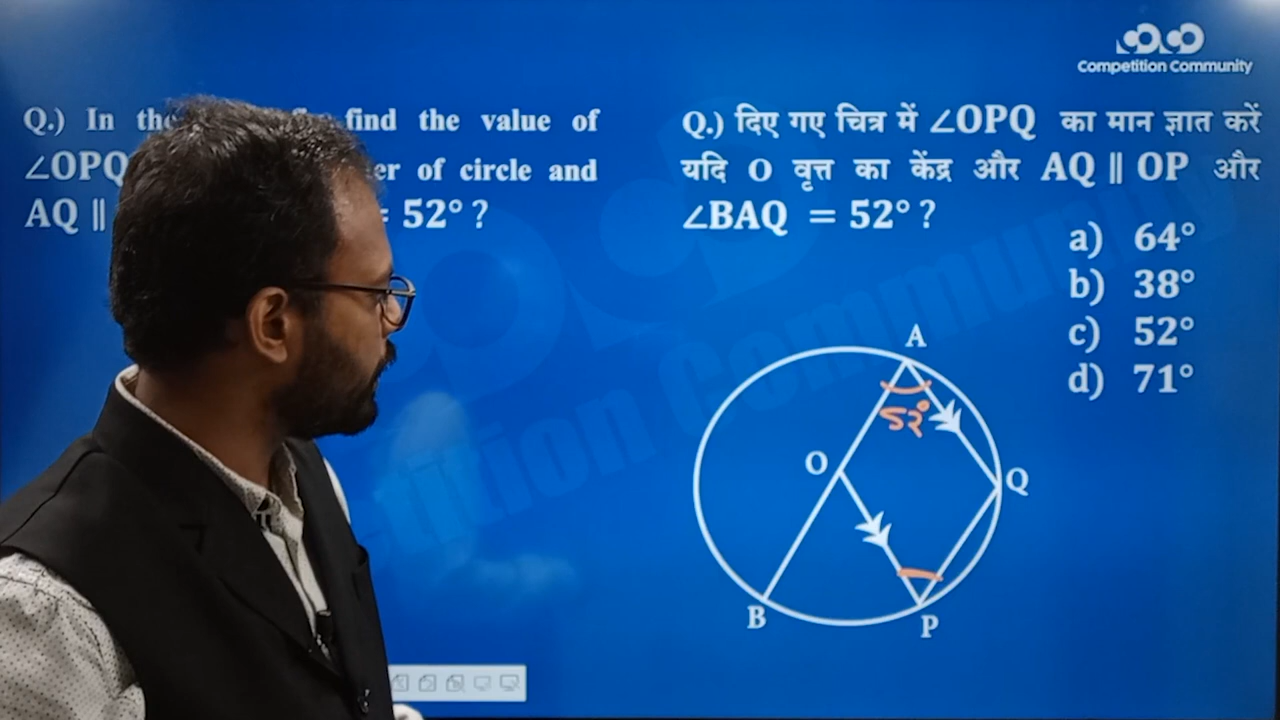 Competition Community
Q.) In the find the value of
∠OPQ er of circle and
AQ ∥ = 52° ?
Q.) दिए गए चित्र में ∠OPQ का मान ज्ञात करें
यदि O वृत्त का केंद्र और AQ ∥ OP और
∠BAQ = 52° ?
a) 64°
b) 38°
c) 52°
d) 71°
A
52°
O
Q
B
P